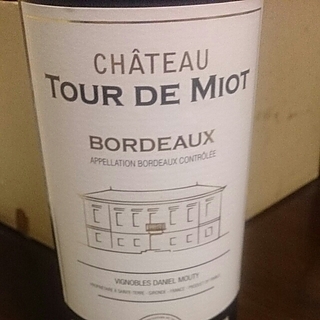 CHÂTEAU
TOUR DE MIOT
BORDEAUX
APPELLATION BORDEAUX CONTRÔLÉE
VIGNOBLES DANIEL MOUTY